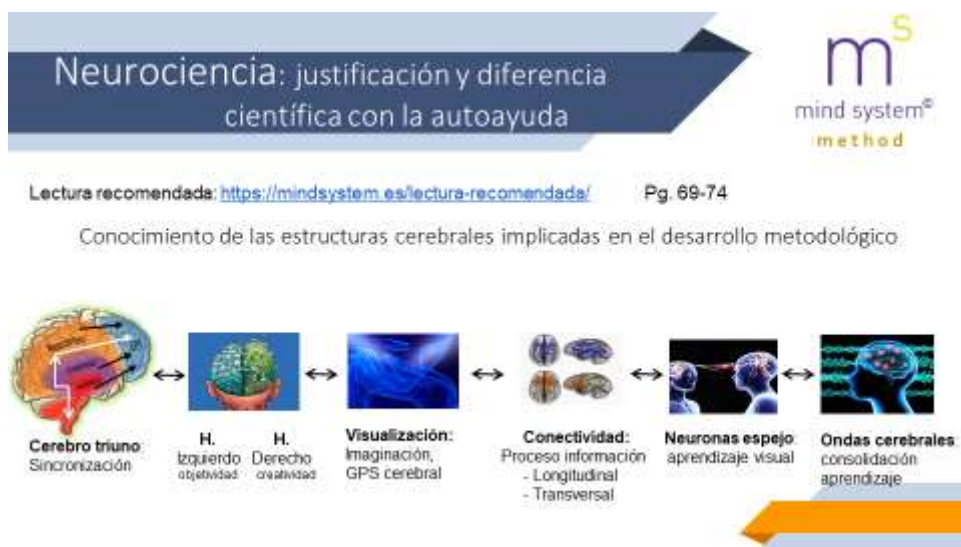 Neurociencia: justificación y diferencia
científica con la autoayuda
ms
mind system©
method
Lectura recomendada: https://mindsystem.es/lectura-recomendada/ Pg. 69-74
Conocimiento de las estructuras cerebrales implicadas en el desarrollo metodológico
Cerebro triuno:
Sincronización
H.
Izquierdo
objetividad
H.
Derecho
creatividad
Visualización:
Imaginación,
GPS cerebral
Conectividad:
Proceso información
- Longitudinal
- Transversal
Neuronas espejo:
aprendizaje visual
Ondas cerebrales:
consolidación
aprendizaje